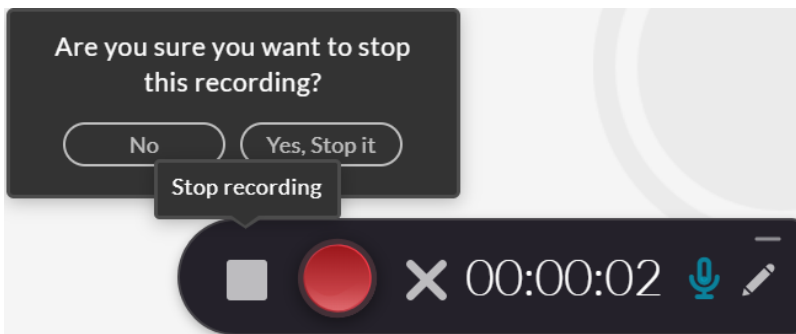 Are you sure you want to stop
this recording?
No
Yes, Stop it
Stop recording
00:00:02